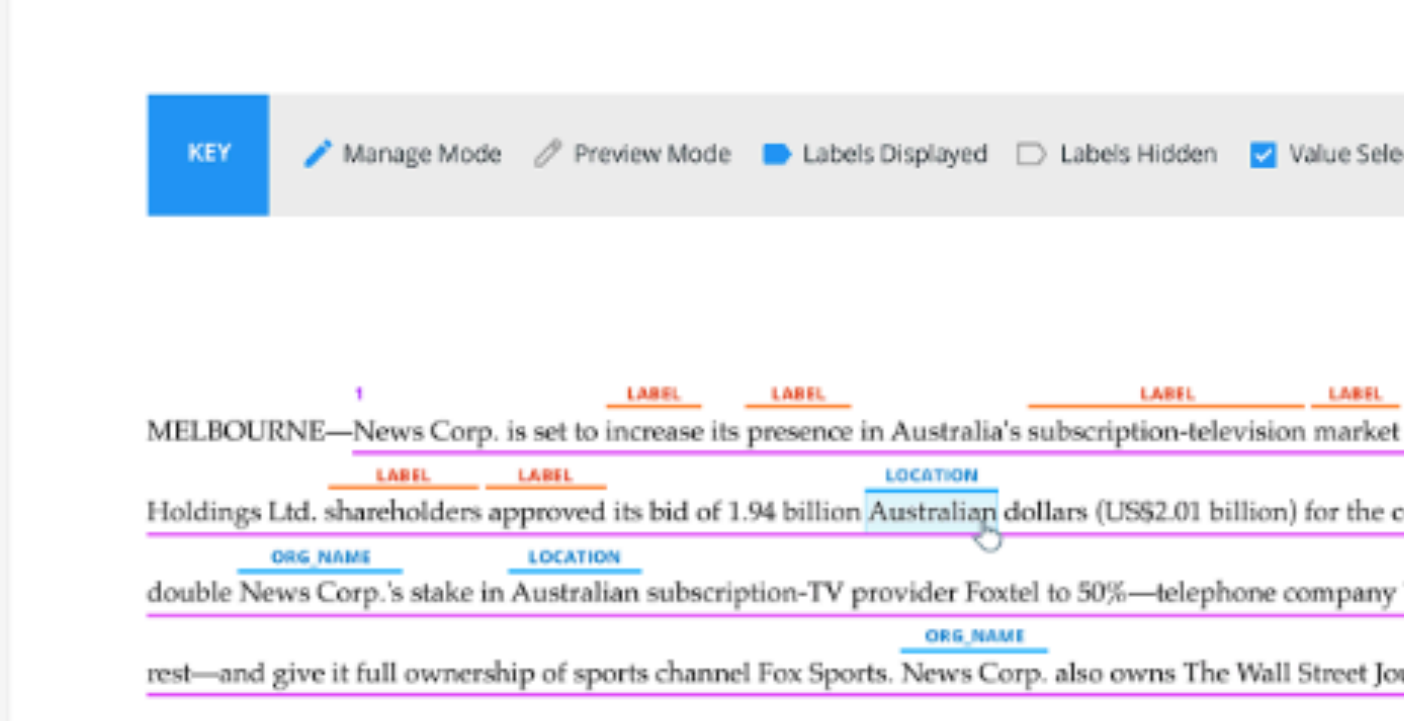 KEY Manage Mode Preview Mode Labels Displayed Labels Hidden Value Sele
1 LABEL LABEL LABEL LABEL
MELBOURNE—News Corp. is set to increase its presence in Australia's subscription-television market
LABEL LABEL LOCATION
Holdings Ltd. shareholders approved its bid of 1.94 billion Australian dollars (US$2.01 billion) for the c
ORG_NAME LOCATION
double News Corp.'s stake in Australian subscription-TV provider Foxtel to 50%—telephone company
ORG_NAME
rest—and give it full ownership of sports channel Fox Sports. News Corp. also owns The Wall Street Jou